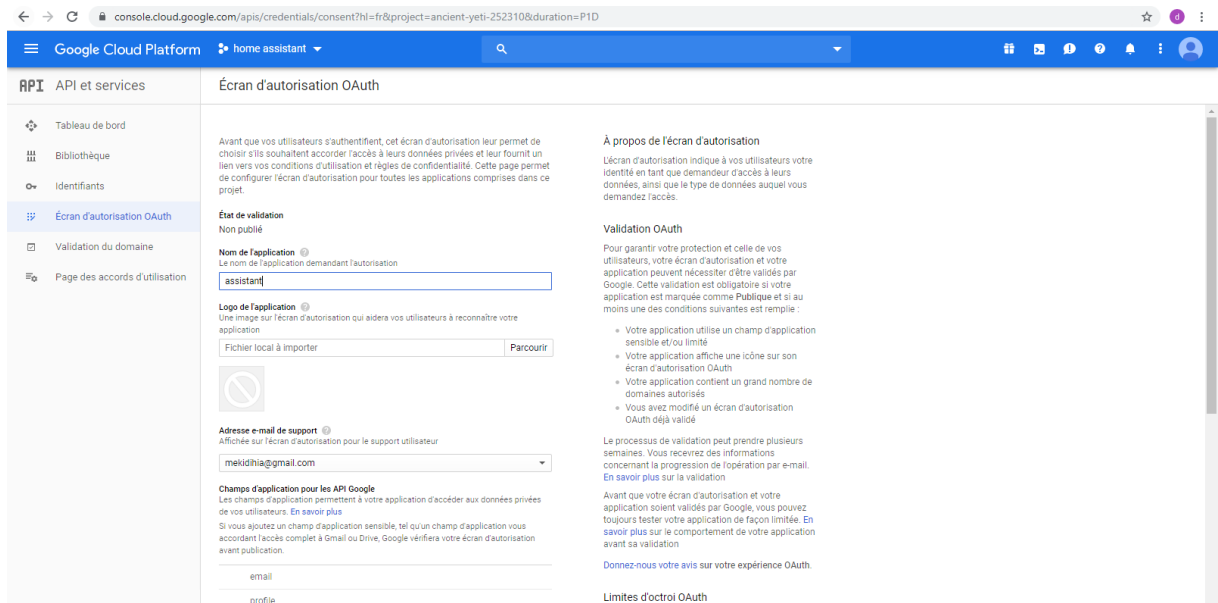 console.cloud.google.com/apis/credentials/consent?hl=fr&project=ancient-yeti-252310&duration=P1D
d
Google Cloud Platform
home assistant
API API et services
Écran d'autorisation OAuth
Tableau de bord
Bibliothèque
Identifiants
Écran d'autorisation OAuth
Validation du domaine
Page des accords d'utilisation
Avant que vos utilisateurs s'authentifient, cet écran d'autorisation leur permet de
choisir s'ils souhaitent accorder l'accès à leurs données privées et leur fournit un
lien vers vos conditions d'utilisation et règles de confidentialité. Cette page permet
de configurer l'écran d'autorisation pour toutes les applications comprises dans ce
projet.
État de validation
Non publié
Nom de l'application
Le nom de l'application demandant l'autorisation
assistant
Logo de l'application
Une image sur l'écran d'autorisation qui aidera vos utilisateurs à reconnaître votre
application
Fichier local à importer
Parcourir
Adresse e-mail de support
Affichée sur l'écran d'autorisation pour le support utilisateur
mekidihia@gmail.com
Champs d'application pour les API Google
Les champs d'application permettent à votre application d'accéder aux données privées
de vos utilisateurs. En savoir plus
Si vous ajoutez un champ d'application sensible, tel qu'un champ d'application vous
accordant l'accès complet à Gmail ou Drive, Google vérifiera votre écran d'autorisation
avant publication.
email
profile
À propos de l'écran d'autorisation
L'écran d'autorisation indique à vos utilisateurs votre
identité en tant que demandeur d'accès à leurs
données, ainsi que le type de données auquel vous
demandez l'accès.
Validation OAuth
Pour garantir votre protection et celle de vos
utilisateurs, votre écran d'autorisation et votre
application peuvent nécessiter d'être validés par
Google. Cette validation est obligatoire si votre
application est marquée comme Publique et si au
moins une des conditions suivantes est remplie :
Votre application utilise un champ d'application
sensible et/ou limité
Votre application affiche une icône sur son
écran d'autorisation OAuth
Votre application contient un grand nombre de
domaines autorisés
Vous avez modifié un écran d'autorisation
OAuth déjà validé
Le processus de validation peut prendre plusieurs
semaines. Vous recevrez des informations
concernant la progression de l'opération par e-mail.
En savoir plus sur la validation
Avant que votre écran d'autorisation et votre
application soient validés par Google, vous pouvez
toujours tester votre application de façon limitée. En
savoir plus sur le comportement de votre application
avant sa validation
Donnez-nous votre avis sur votre expérience OAuth.
Limites d'octroi OAuth